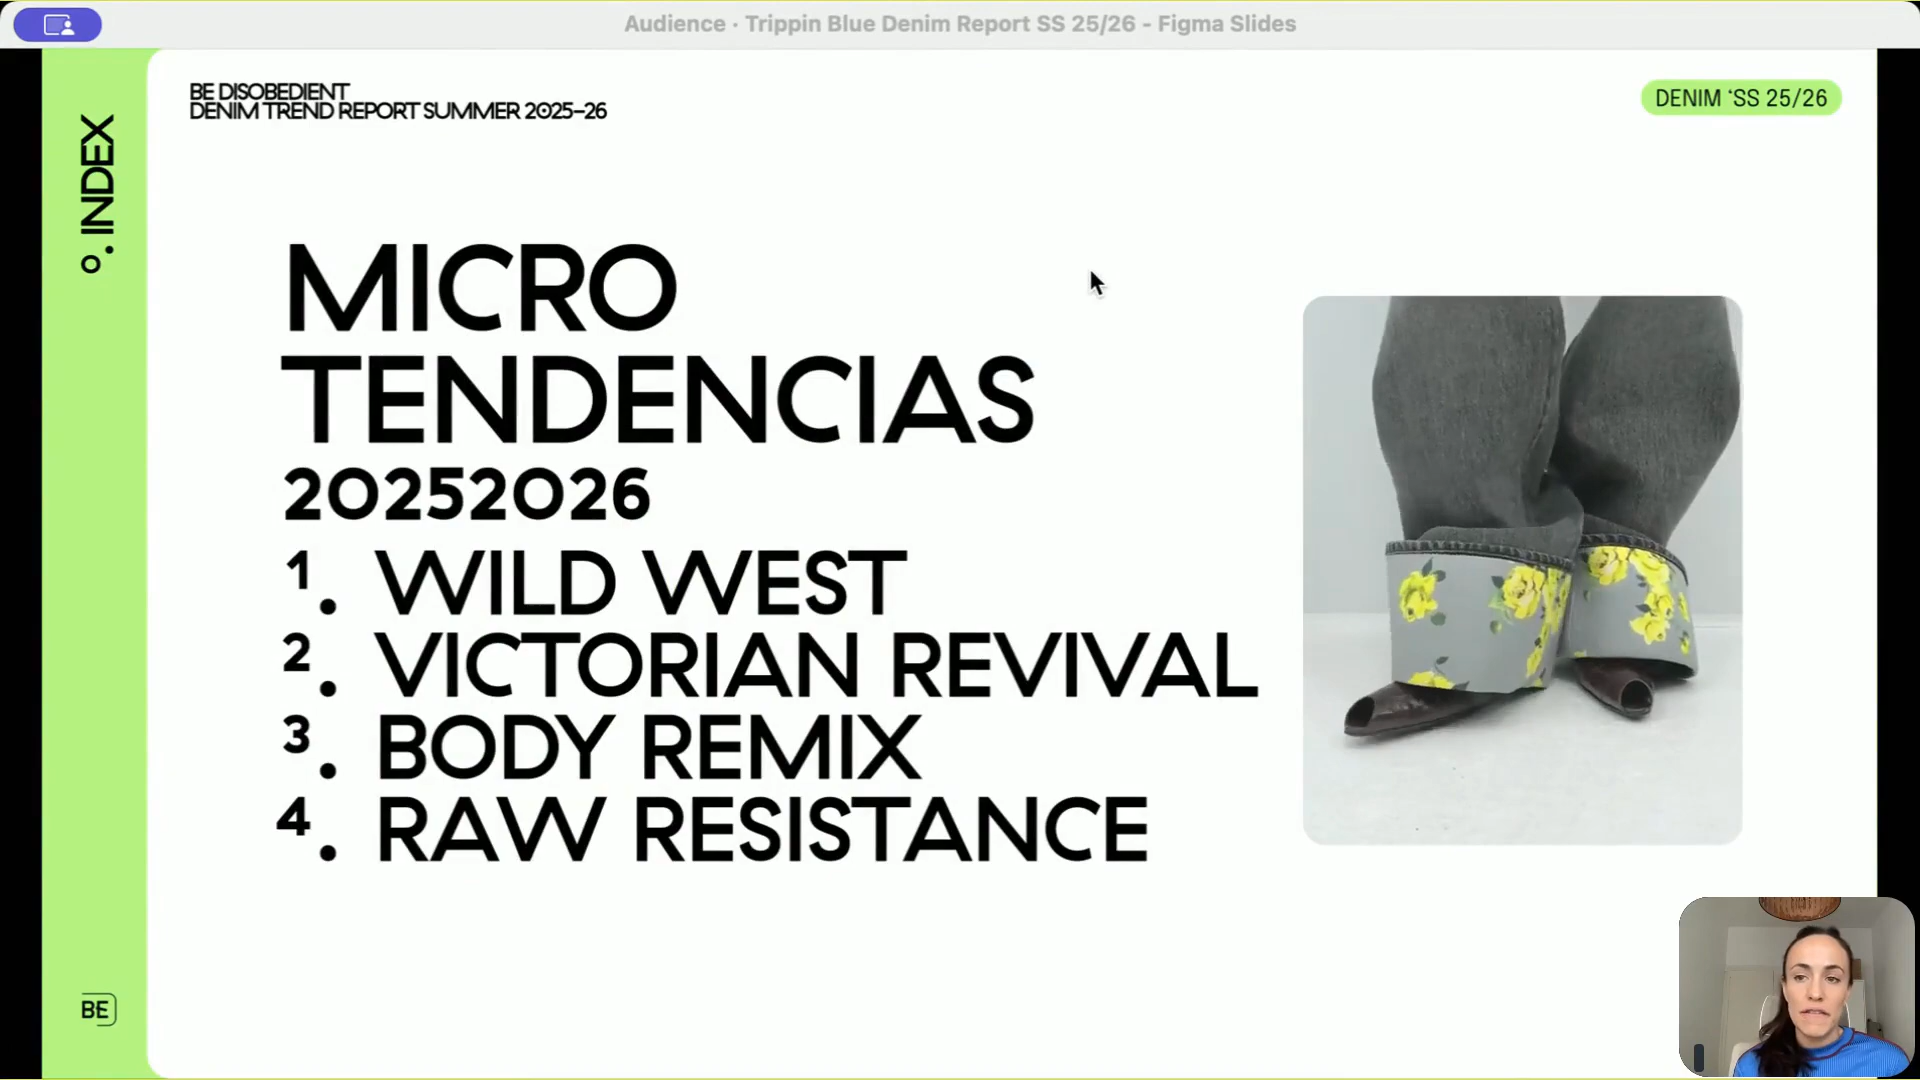 Audience · Trippin Blue Denim Report SS 25/26 - Figma Slides
º. INDEX
BE DISOBEDIENT
DENIM TREND REPORT SUMMER 2025-26
DENIM ‘SS 25/26
MICRO
TENDENCIAS
20252026
1. WILD WEST
2. VICTORIAN REVIVAL
3. BODY REMIX
4. RAW RESISTANCE
BE